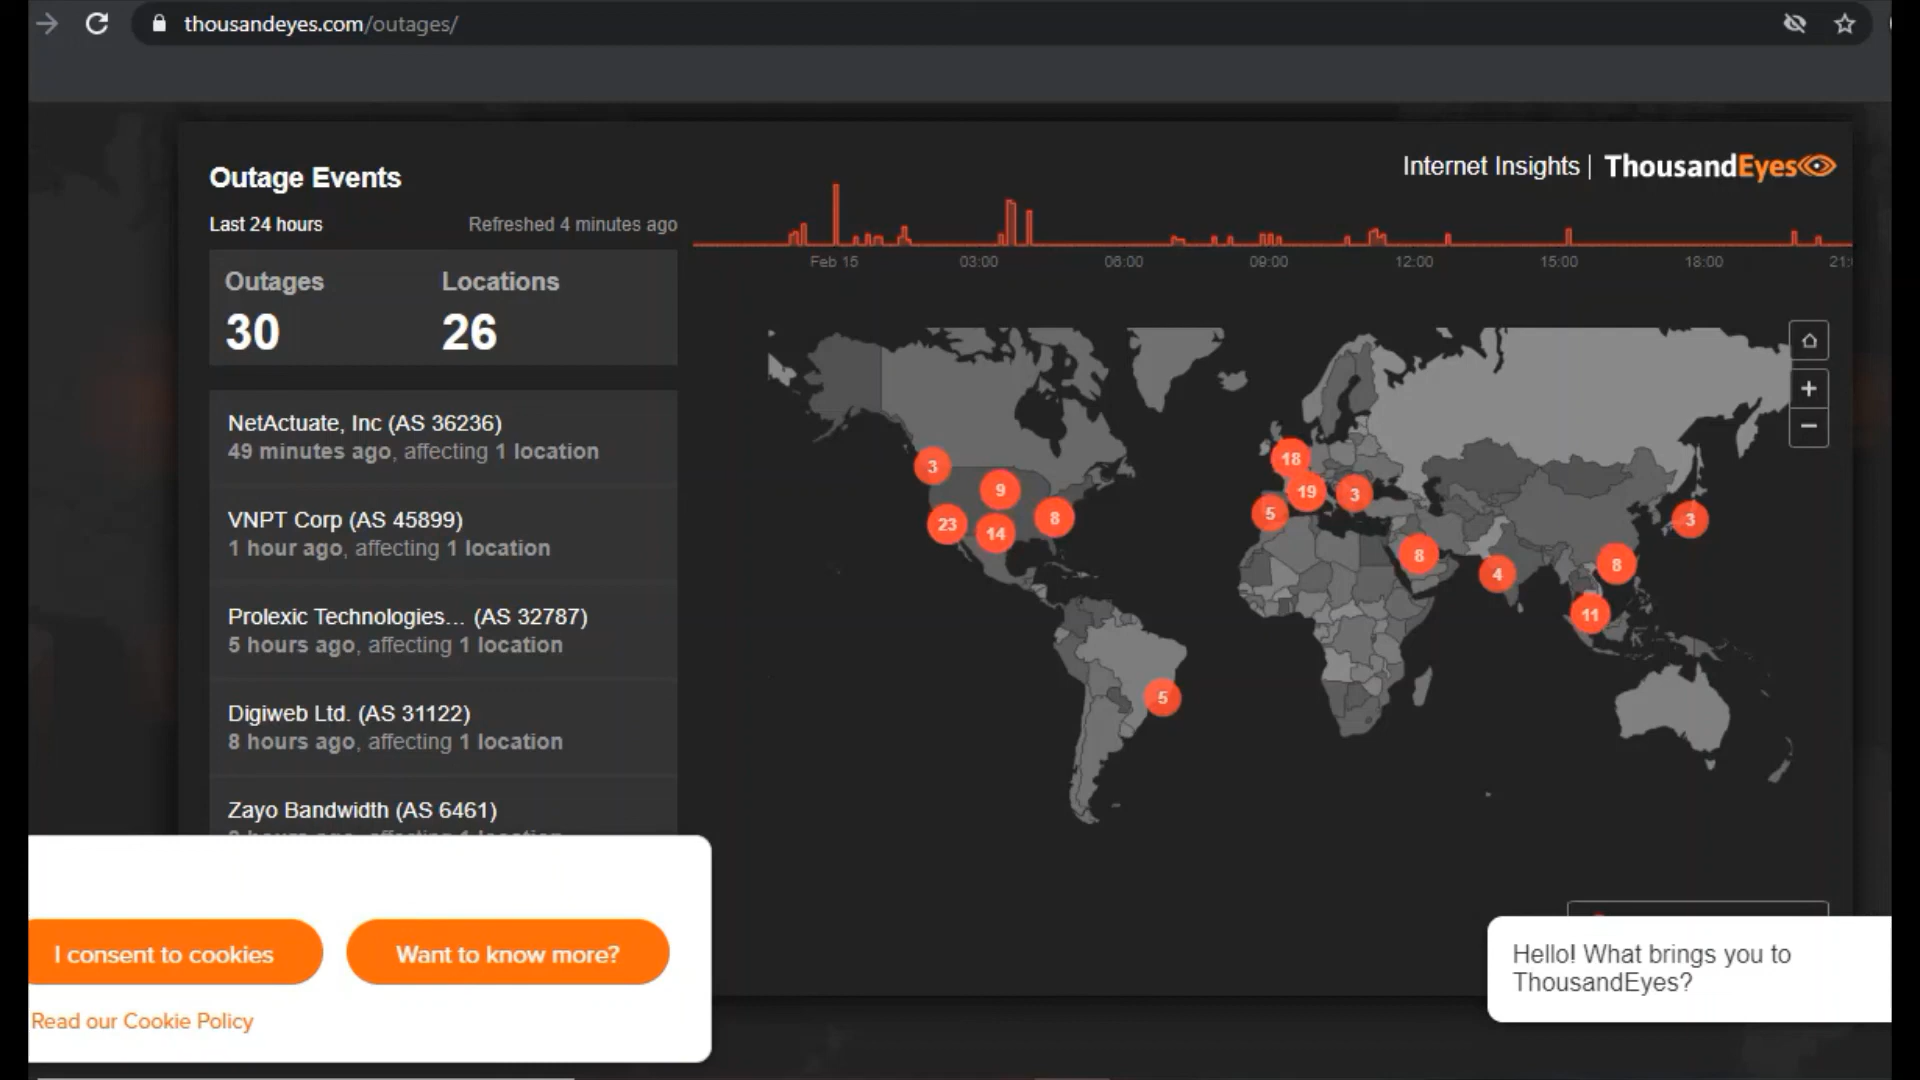 thousandeyes.com/outages/
Outage Events
Last 24 hours
Refreshed 4 minutes ago
Outages
Locations
30
26
NetActuate, Inc (AS 36236)
49 minutes ago, affecting 1 location
VNPT Corp (AS 45899)
1 hour ago, affecting 1 location
Prolexic Technologies... (AS 32787)
5 hours ago, affecting 1 location
Digiweb Ltd. (AS 31122)
8 hours ago, affecting 1 location
Zayo Bandwidth (AS 6461)
Internet Insights | ThousandEyes
Feb 15
03:00
06:00
09:00
12:00
15:00
18:00
3
9
23
14
8
5
18
19
3
5
8
4
8
11
3
I consent to cookies
Want to know more?
Read our Cookie Policy
Hello! What brings you to
ThousandEyes?